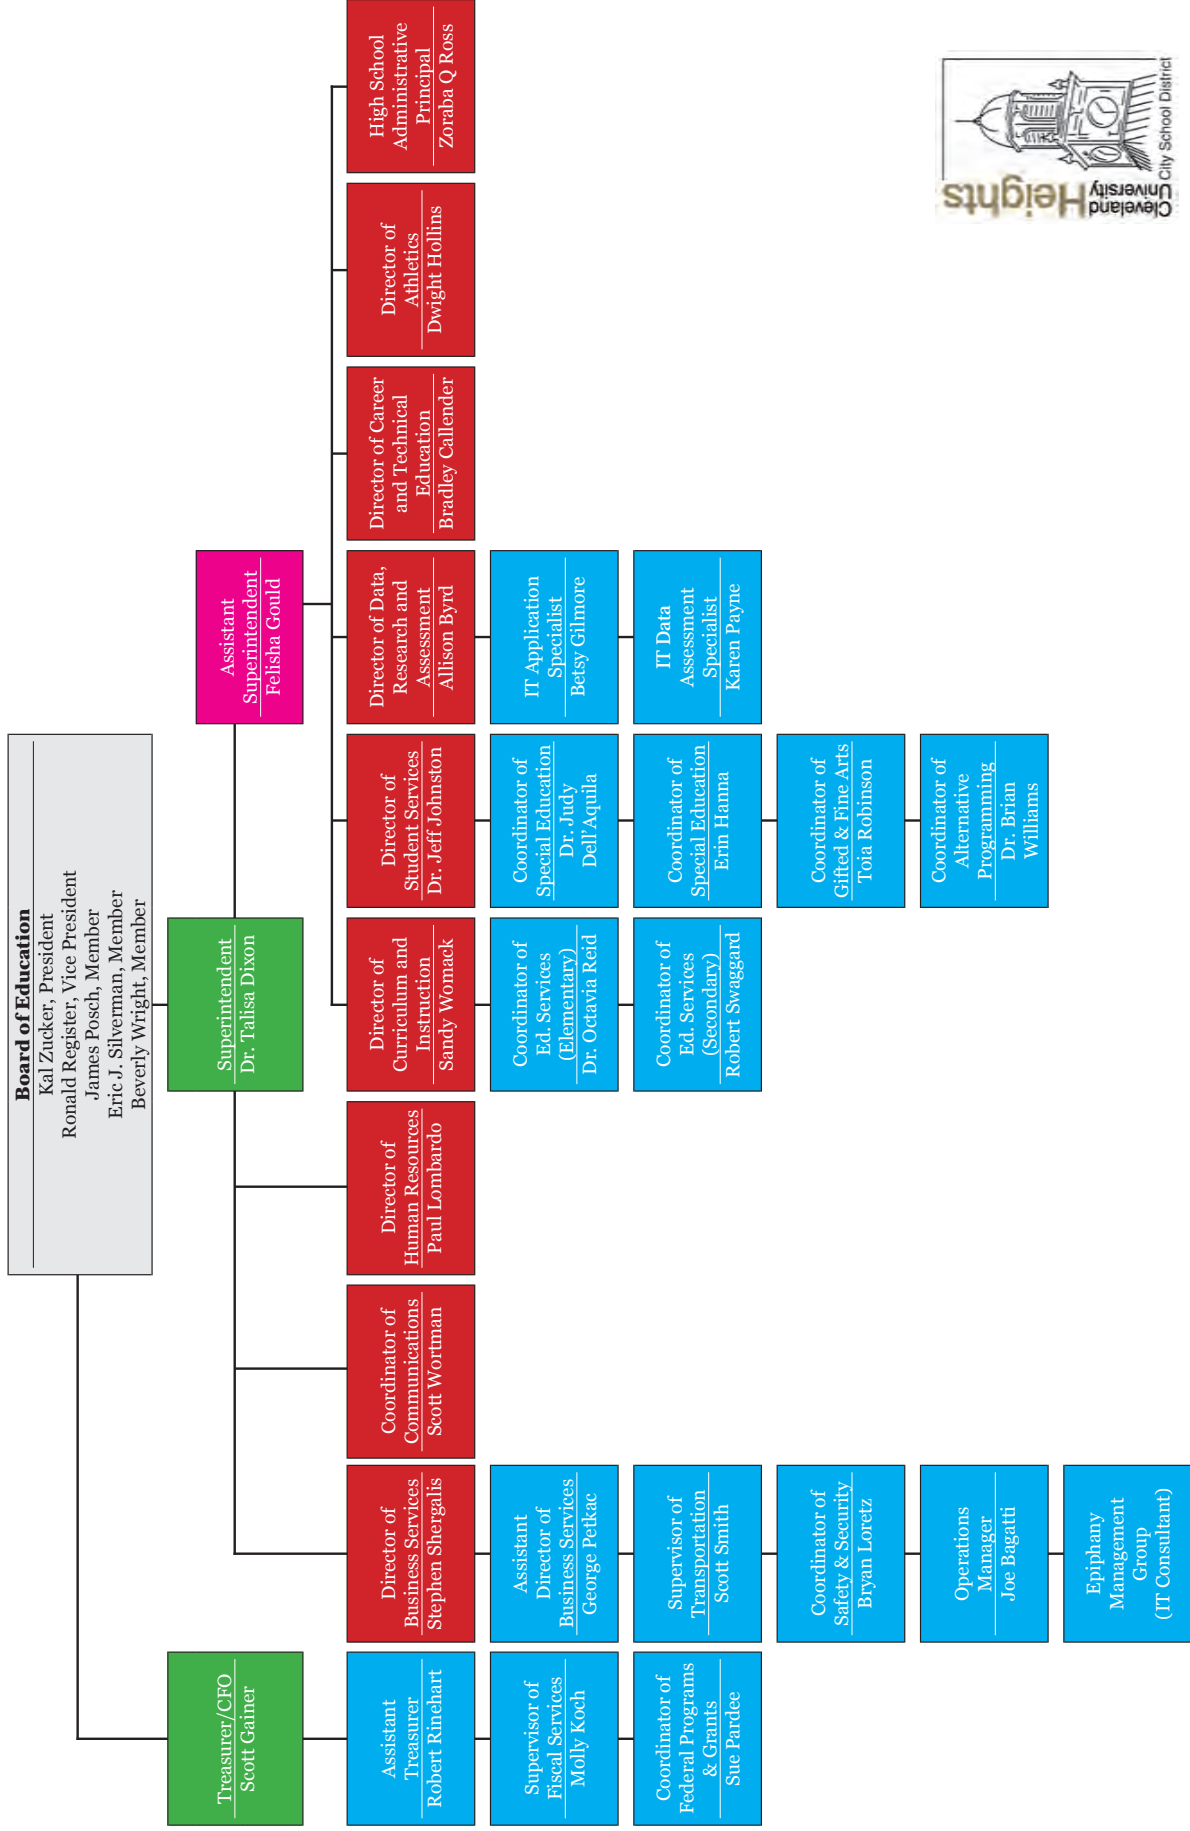 Board of Education
Kal Zucker, President
Ronald Register, Vice President
James Posch, Member
Eric J. Silverman, Member
Beverly Wright, Member
Treasurer/CFO
Scott Gainer
Superintendent
Dr. Talisa Dixon
Assistant
Superintendent
Felisha Gould
Assistant
Treasurer
Robert Rinehart
Supervisor of
Fiscal Services
Molly Koch
Coordinator of
Federal Programs
& Grants
Sue Pardee
Director of
Business Services
Stephen Shergalis
Assistant
Director of
Business Services
George Petkac
Supervisor of
Transportation
Scott Smith
Coordinator of
Safety & Security
Bryan Loretz
Operations
Manager
Joe Bagatti
Epiphany
Management
Group
(IT Consultant)
Coordinator of
Communications
Scott Wortman
Director of
Human Resources
Paul Lombardo
Director of
Curriculum and
Instruction
Sandy Womack
Coordinator of
Ed. Services
(Elementary)
Dr. Octavia Reid
Coordinator of
Ed. Services
(Secondary)
Robert Swaggard
Director of
Student Services
Dr. Jeff Johnston
Coordinator of
Special Education
Dr. Judy
Dell'Aquila
Coordinator of
Special Education
Erin Hanna
Coordinator of
Gifted & Fine Arts
Toia Robinson
Coordinator of
Alternative
Programming
Dr. Brian
Williams
Director of Data,
Research and
Assessment
Allison Byrd
IT Application
Specialist
Betsy Gilmore
IT Data
Assessment
Specialist
Karen Payne
Director of Career
and Technical
Education
Bradley Callender
Director of
Athletics
Dwight Hollins
High School
Administrative
Principal
Zoraba Q Ross
Cleveland
University
Heights
City School District